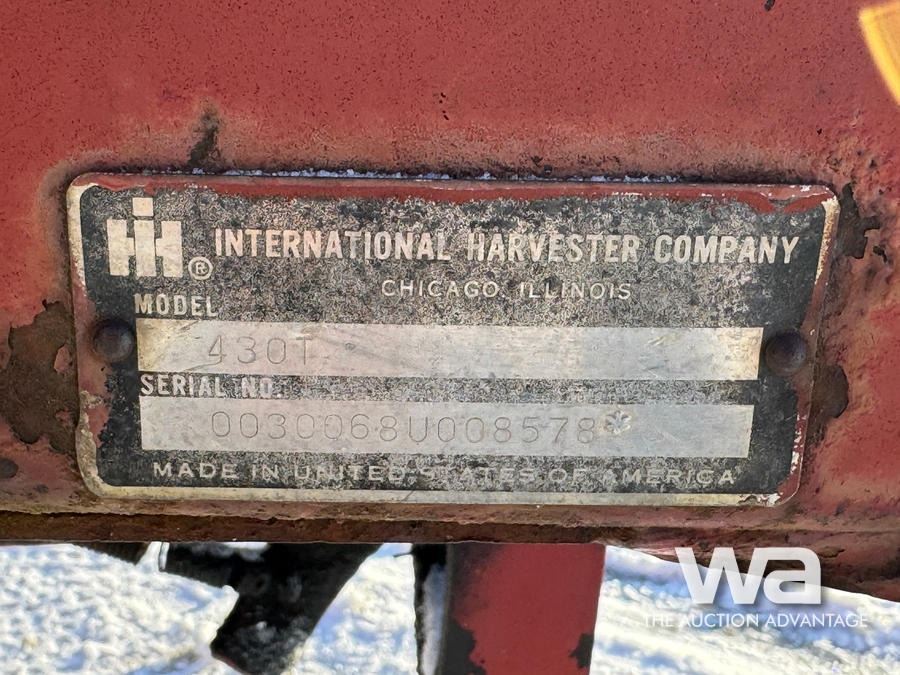 IH® INTERNATIONAL HARVESTER COMPANY
CHICAGO, ILLINOIS
MODEL
430T
SERIAL NO.
0030068U008578*
MADE IN UNITED STATES OF AMERICA
wa
THE AUCTION ADVANTAGE